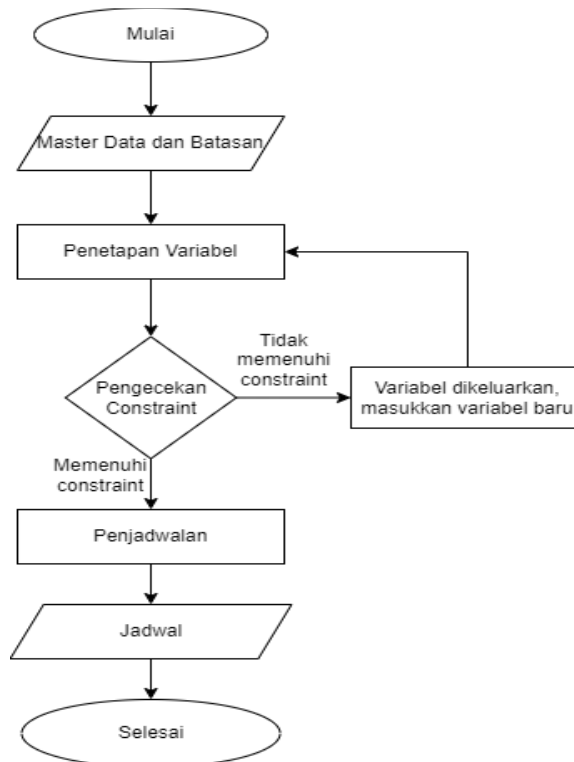 Mulai
Master Data dan Batasan
Penetapan Variabel
Pengecekan
Constraint
Tidak
memenuhi
constraint
Variabel dikeluarkan,
masukkan variabel baru
Memenuhi
constraint
Penjadwalan
Jadwal
Selesai